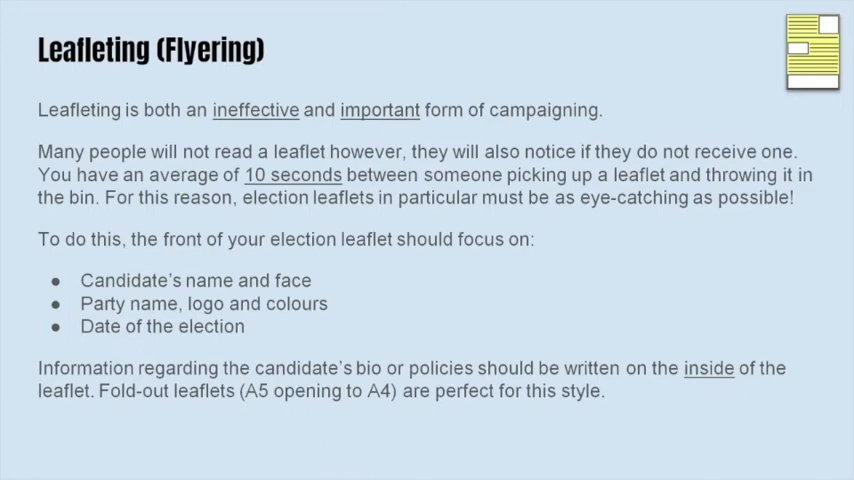 Leafleting (Flyering)
Leafleting is both an ineffective and important form of campaigning.
Many people will not read a leaflet however, they will also notice if they do not receive one.
You have an average of 10 seconds between someone picking up a leaflet and throwing it in
the bin. For this reason, election leaflets in particular must be as eye-catching as possible!
To do this, the front of your election leaflet should focus on:
● Candidate's name and face
● Party name, logo and colours
● Date of the election
Information regarding the candidate's bio or policies should be written on the inside of the
leaflet. Fold-out leaflets (A5 opening to A4) are perfect for this style.